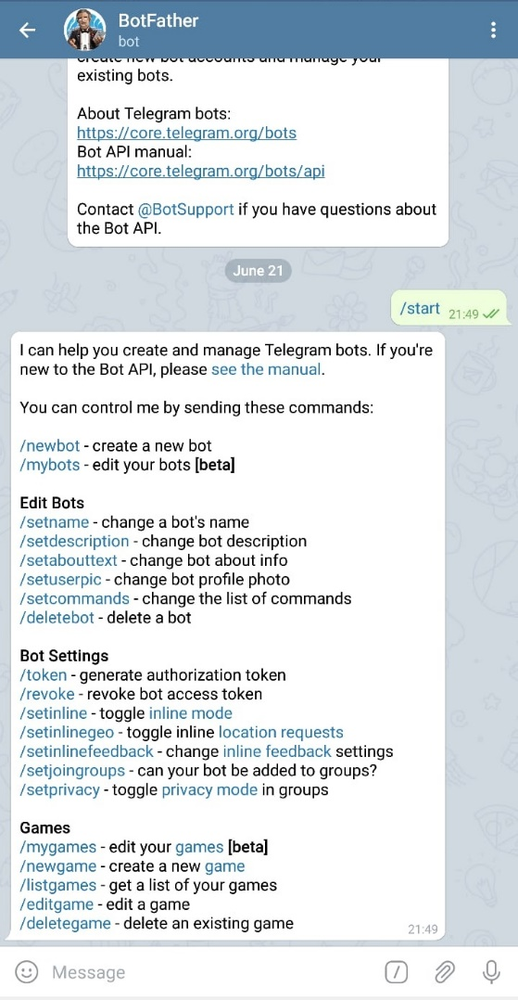 BotFather
bot
create new bot accounts and manage your
existing bots.
About Telegram bots:
https://core.telegram.org/bots
Bot API manual:
https://core.telegram.org/bots/api
Contact @BotSupport if you have questions about
the Bot API.
June 21
/start 21:49
I can help you create and manage Telegram bots. If you're
new to the Bot API, please see the manual.
You can control me by sending these commands:
/newbot - create a new bot
/mybots - edit your bots [beta]
Edit Bots
/setname - change a bot's name
/setdescription - change bot description
/setabouttext - change bot about info
/setuserpic - change bot profile photo
/setcommands - change the list of commands
/deletebot - delete a bot
Bot Settings
/token - generate authorization token
/revoke - revoke bot access token
/setinline - toggle inline mode
/setinlinegeo - toggle inline location requests
/setinlinefeedback - change inline feedback settings
/setjoingroups - can your bot be added to groups?
/setprivacy - toggle privacy mode in groups
Games
/mygames - edit your games [beta]
/newgame - create a new game
/listgames - get a list of your games
/editgame - edit a game
/deletegame - delete an existing game
21:49
Message